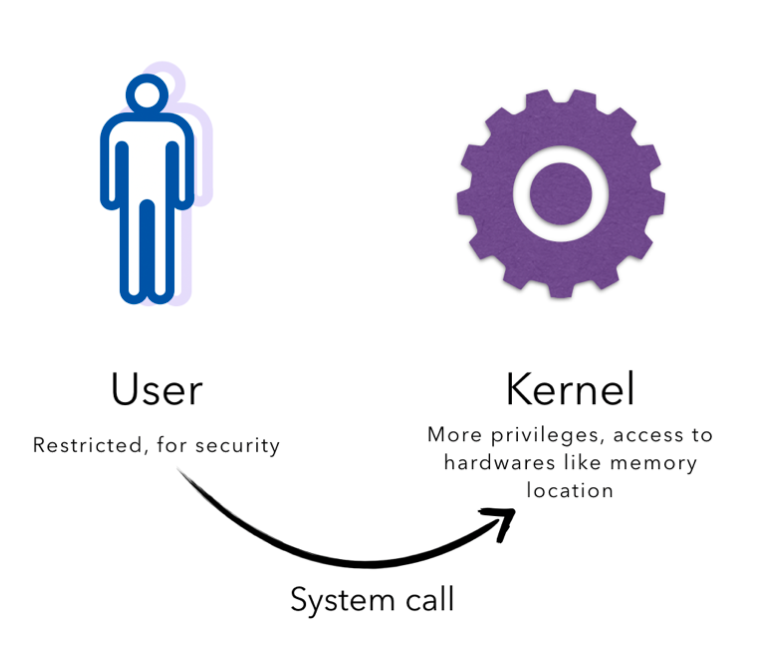 User
Restricted, for security
Kernel
More privileges, access to
hardwares like memory
location
System call